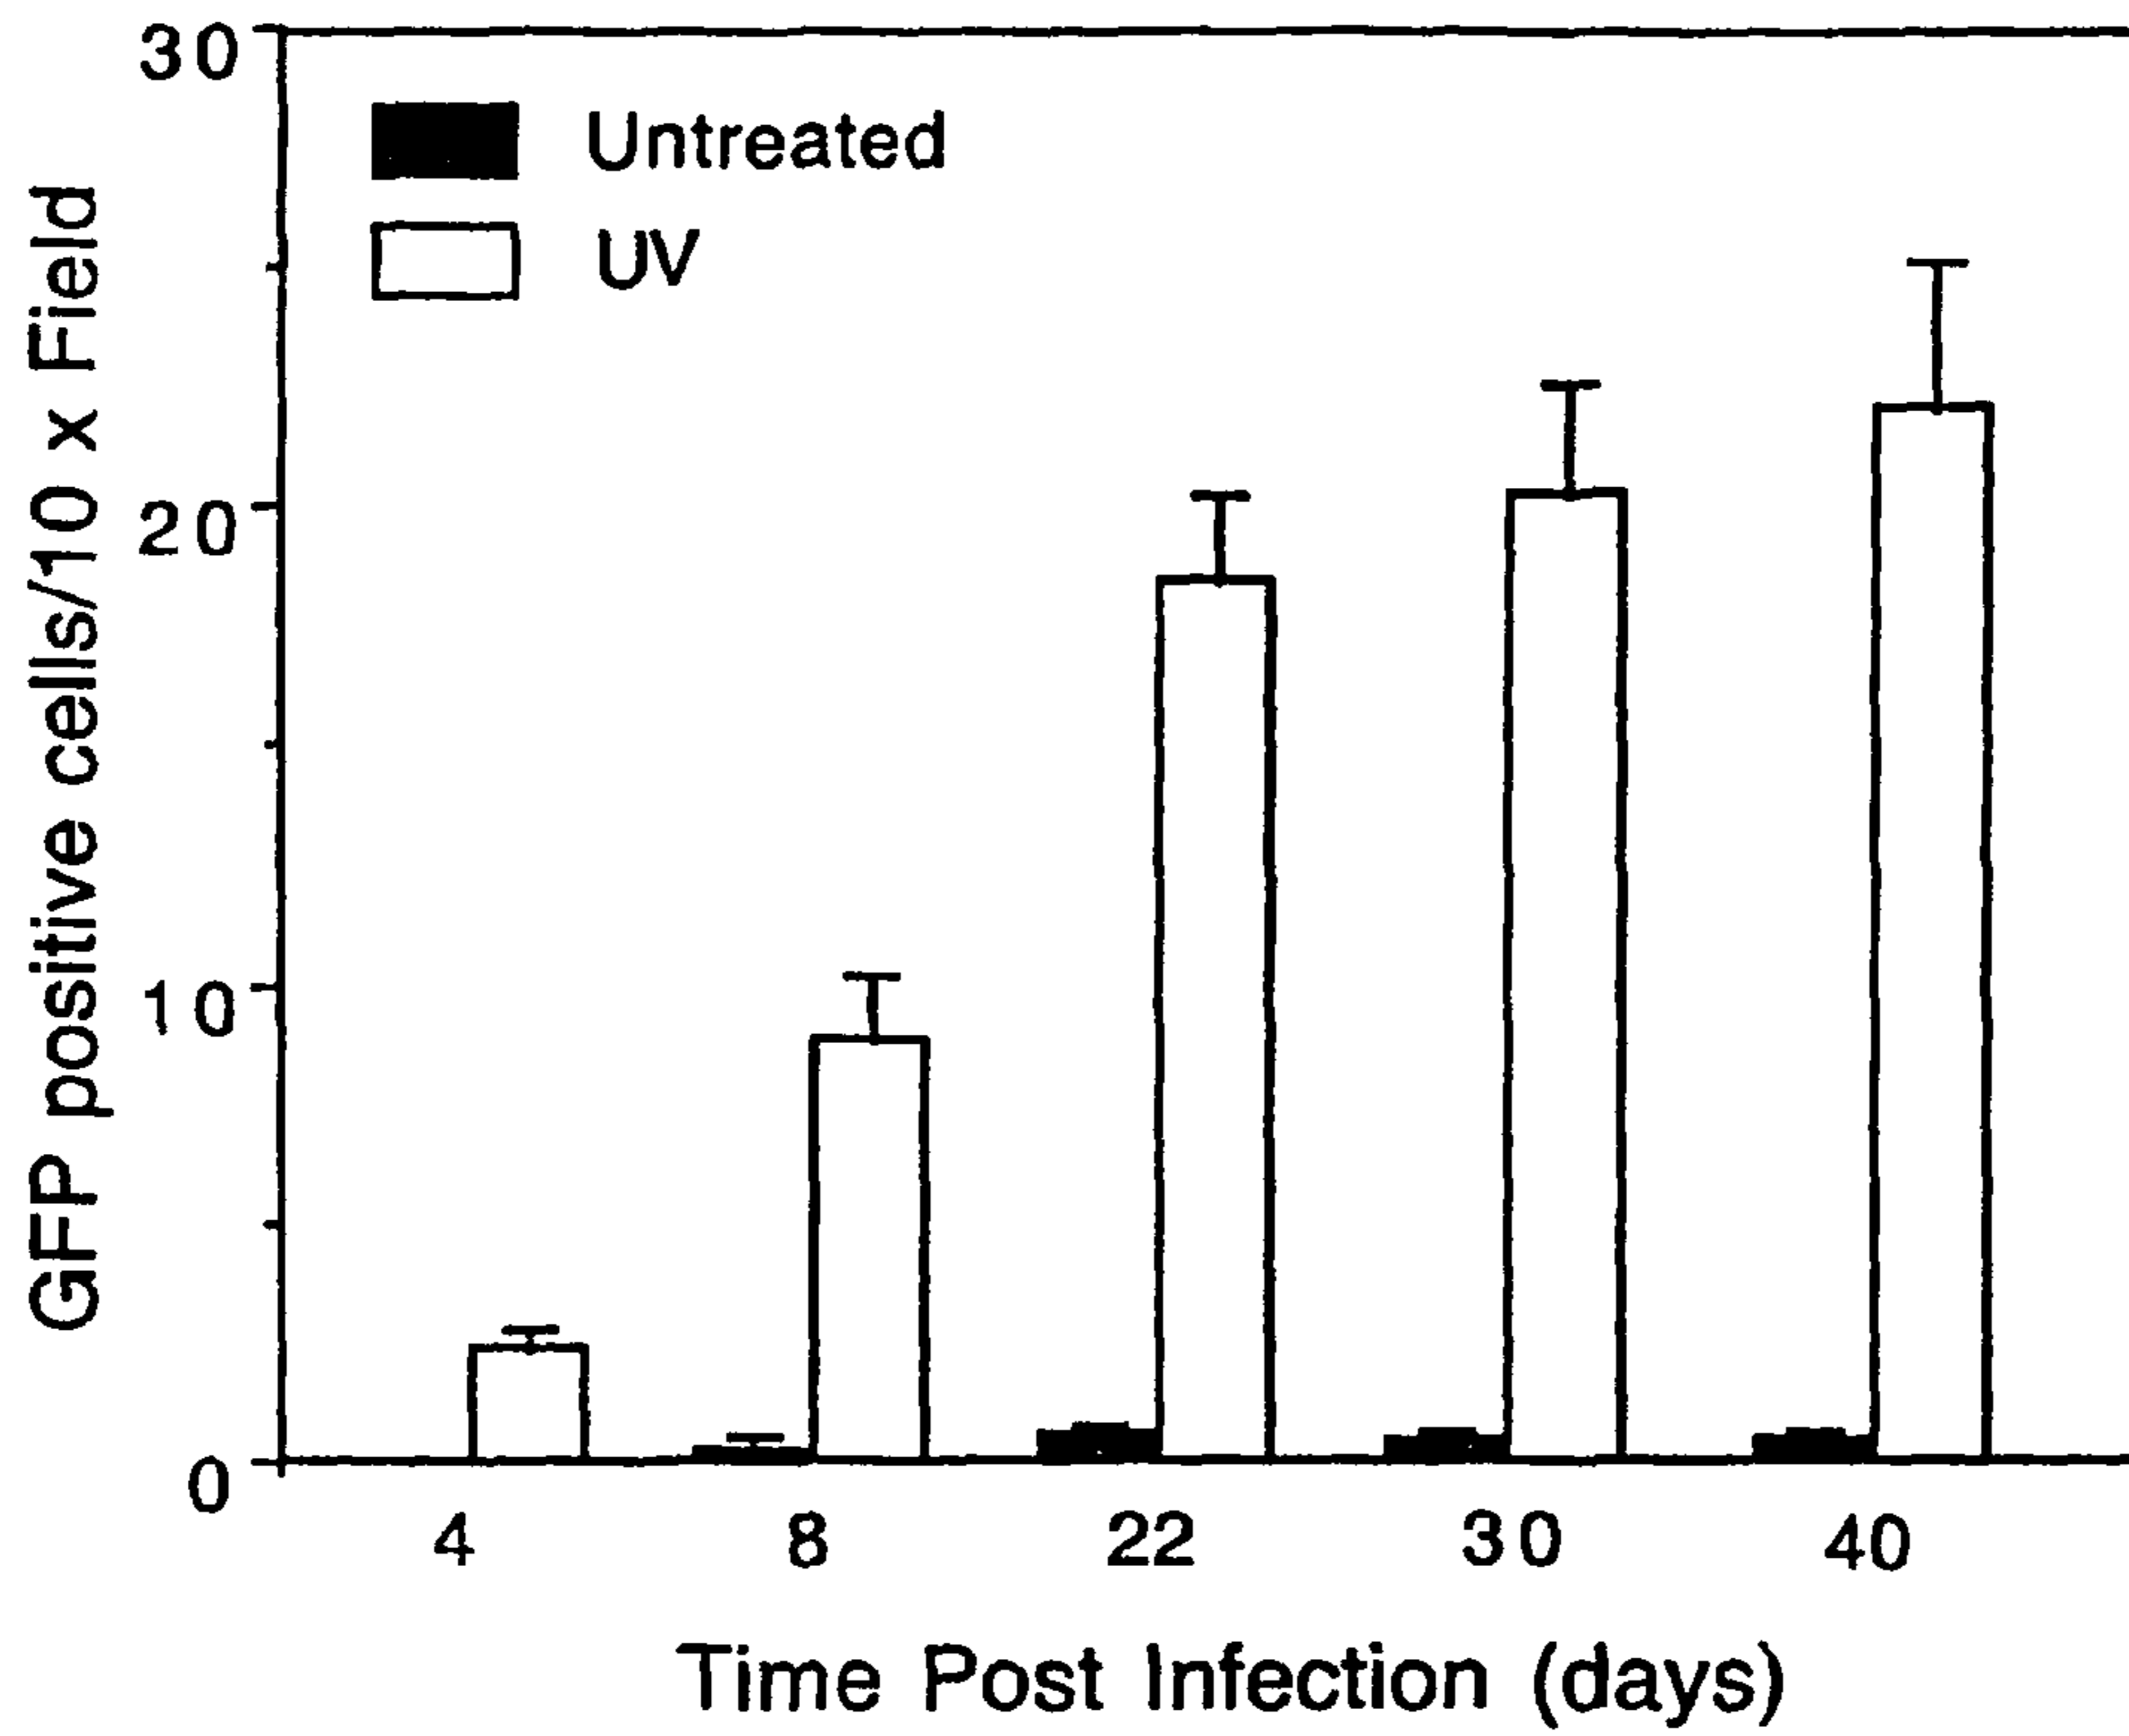 30
20
10
0
GFP positive cells/10 x Field
Untreated
UV
4 8 22 30 40
Time Post Infection (days)